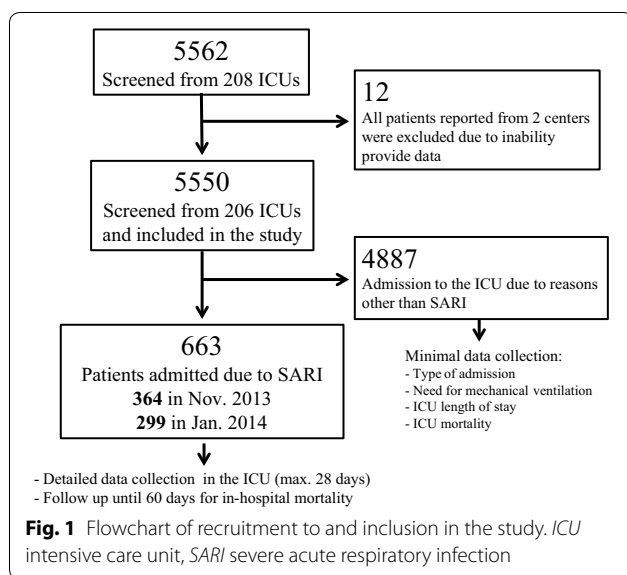 5562
Screened from 208 ICUs
12
All patients reported from 2 centers
were excluded due to inability
provide data
5550
Screened from 206 ICUs
and included in the study
4887
Admission to the ICU due to reasons
other than SARI
663
Patients admitted due to SARI
364 in Nov. 2013
299 in Jan. 2014
Minimal data collection:
- Type of admission
- Need for mechanical ventilation
- ICU length of stay
- ICU mortality
- Detailed data collection in the ICU (max. 28 days)
- Follow up until 60 days for in-hospital mortality
Fig. 1 Flowchart of recruitment to and inclusion in the study. ICU
intensive care unit, SARI severe acute respiratory infection